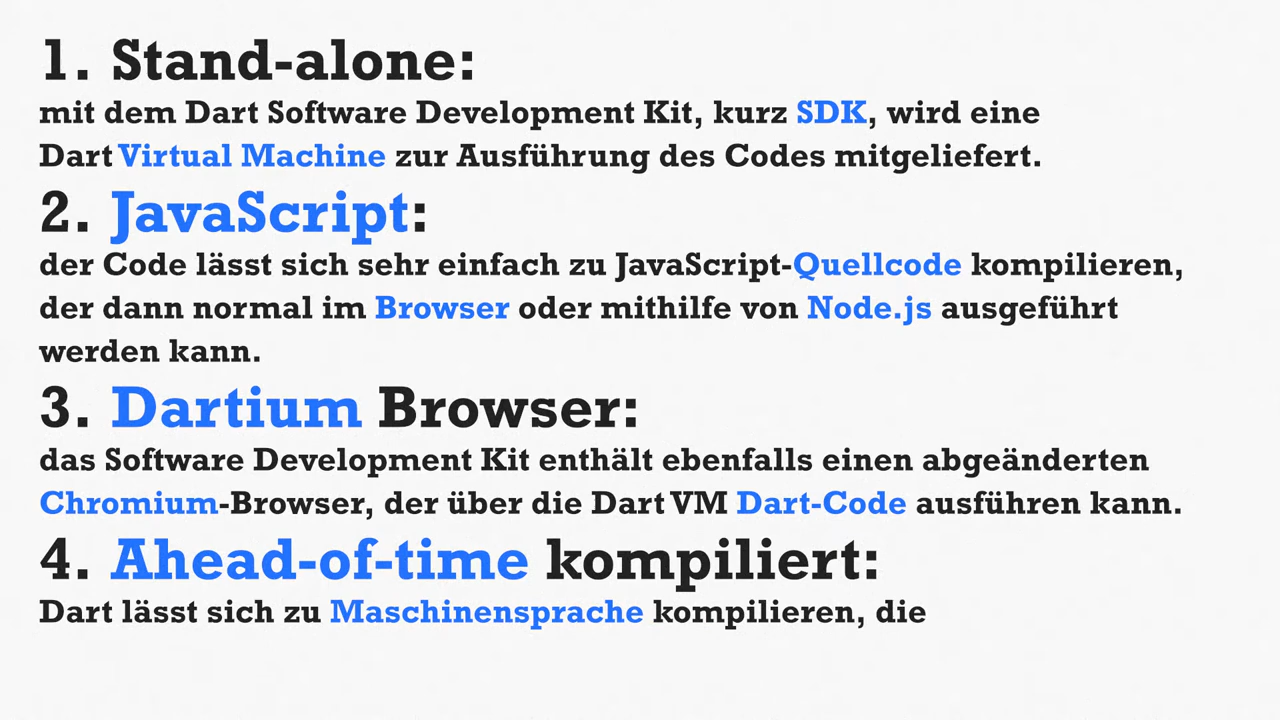 1. Stand-alone:
mit dem Dart Software Development Kit, kurz SDK, wird eine
Dart Virtual Machine zur Ausführung des Codes mitgeliefert.
2. JavaScript:
der Code lässt sich sehr einfach zu JavaScript-Quellcode kompilieren,
der dann normal im Browser oder mithilfe von Node.js ausgeführt
werden kann.
3. Dartium Browser:
das Software Development Kit enthält ebenfalls einen abgeänderten
Chromium-Browser, der über die Dart VM Dart-Code ausführen kann.
4. Ahead-of-time kompiliert:
Dart lässt sich zu Maschinensprache kompilieren, die